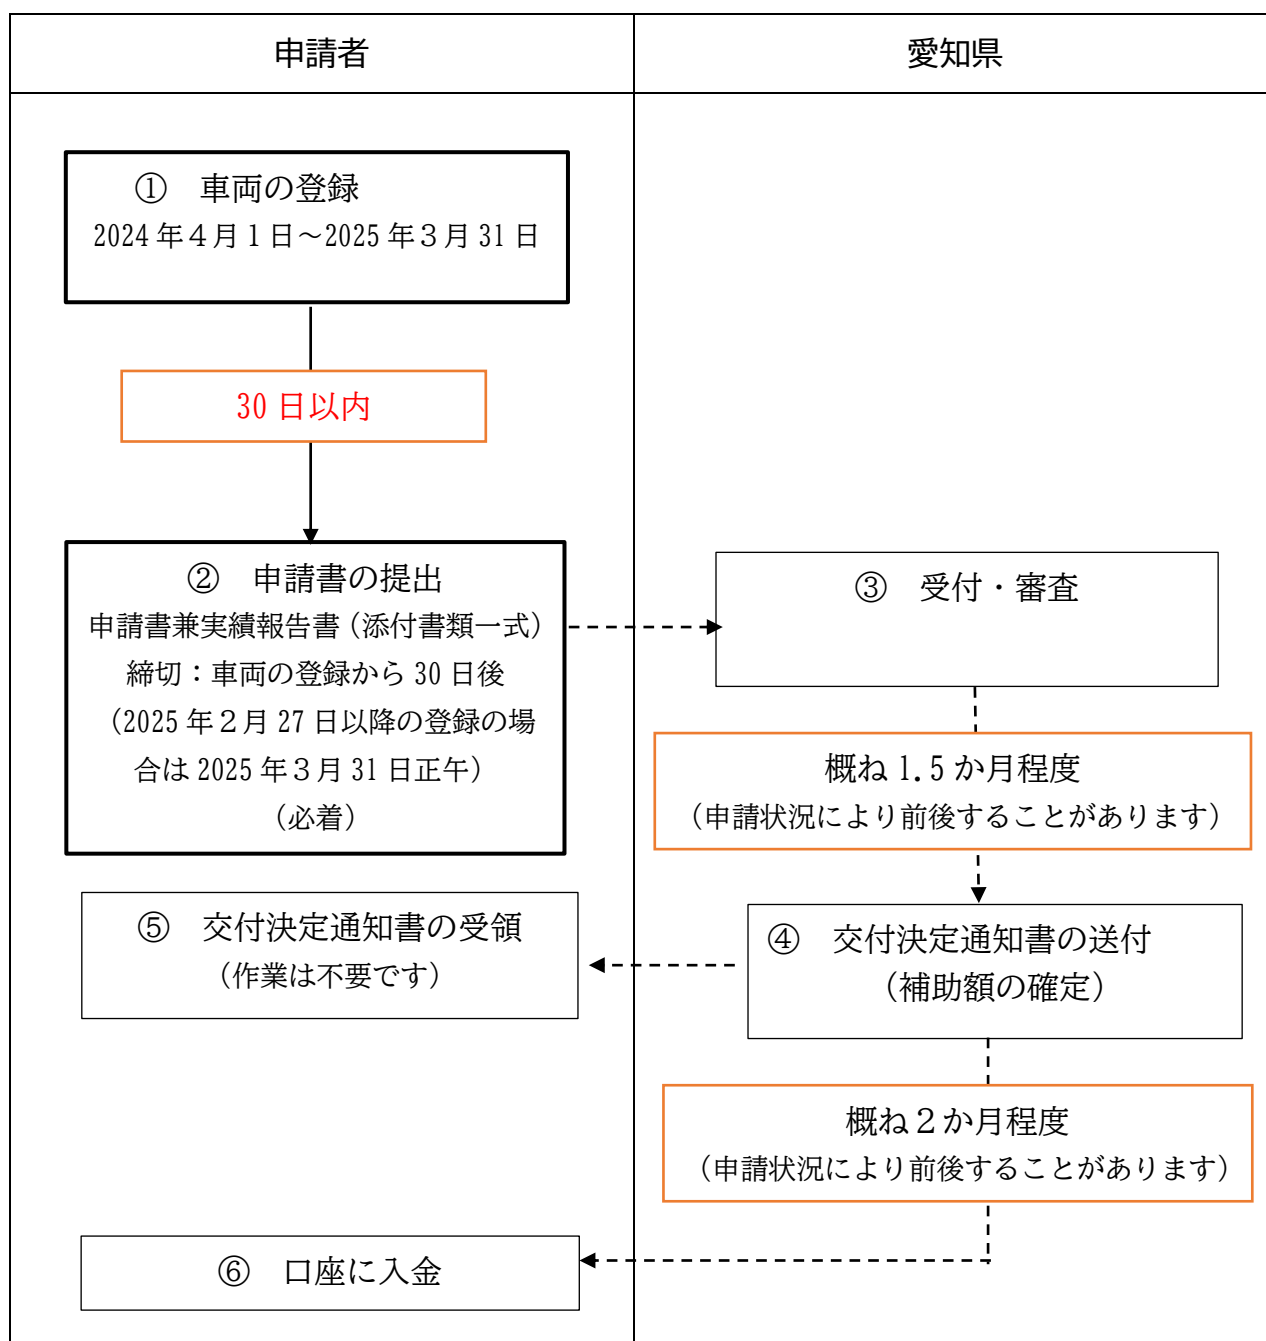 申請者
愛知県
① 車両の登録
2024年４月１日～2025年３月31日
30日以内
② 申請書の提出
申請書兼実績報告書（添付書類一式）
締切：車両の登録から30日後
（2025年２月27日以降の登録の場
合は2025年３月31日正午）
（必着）
③ 受付・審査
概ね1.5か月程度
（申請状況により前後することがあります）
④ 交付決定通知書の送付
（補助額の確定）
⑤ 交付決定通知書の受領
（作業は不要です）
概ね２か月程度
（申請状況により前後することがあります）
⑥ 口座に入金